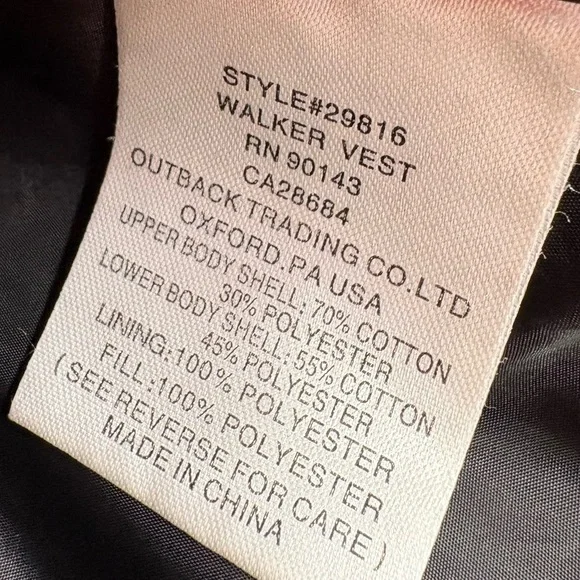 STYLE#29816
WALKER VEST
RN 90143
CA28684
OUTBACK TRADING CO.LTD
OXFORD.PA USA
UPPER BODY SHELL: 70% COTTON
30% POLYESTER
LOWER BODY SHELL: 55% COTTON
45% POLYESTER
LINING:100% POLYESTER
FILL:100% POLYESTER
(SEE REVERSE FOR CARE)
MADE IN CHINA